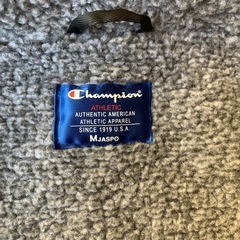 Champion
ATHLETIC
AUTHENTIC AMERICAN
ATHLETIC APPAREL
SINCE 1919 U.S.A.
MJASPO